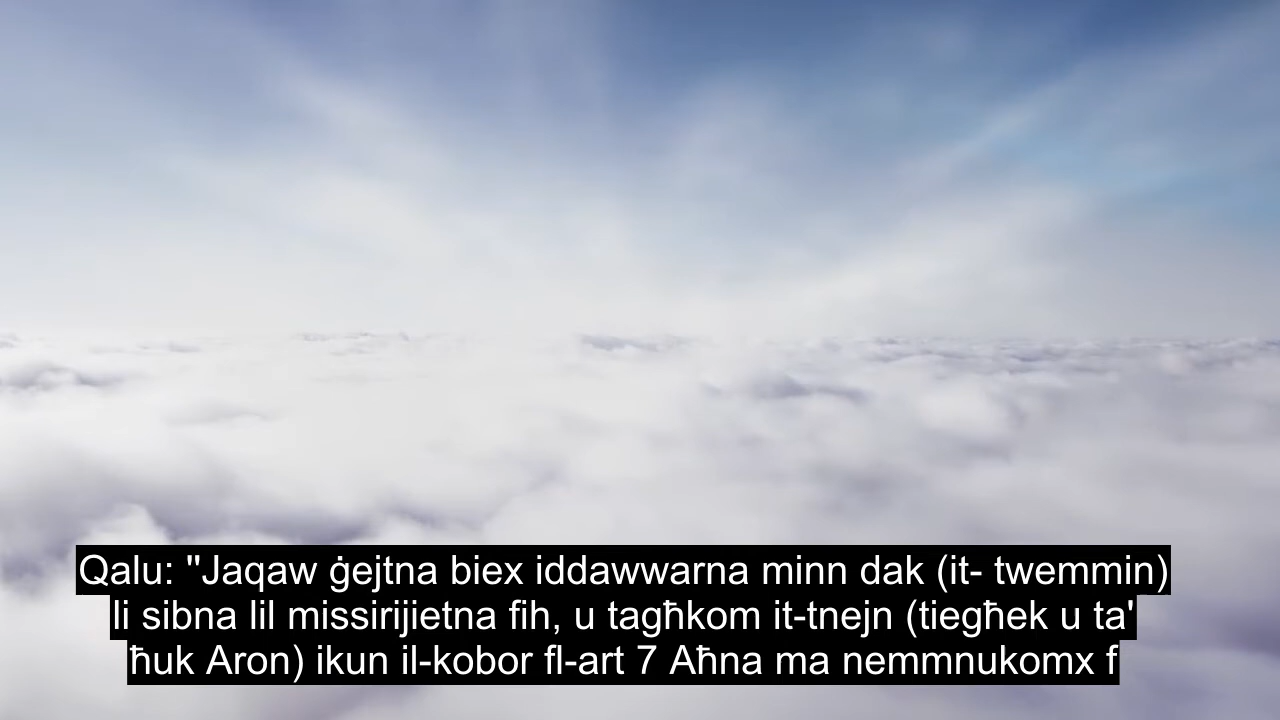 Qalu: "Jaqaw ġejtna biex iddawwarna minn dak (it- twemmin)
li sibna lil missirijietna fih, u tagħkom it-tnejn (tiegħek u ta'
ħuk Aron) ikun il-kobor fl-art 7 Aħna ma nemmnukomx f